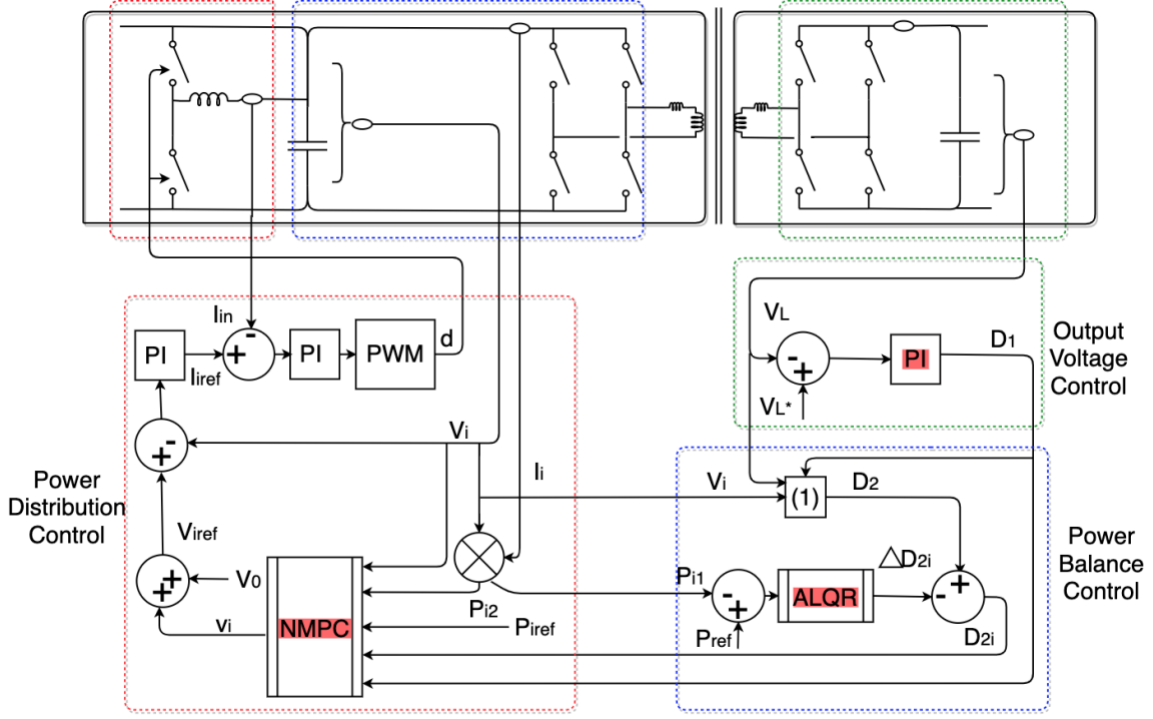 Iin
-
+
PI
Iiref
PI
PWM
d
-
+
Vi
Ii
Power
Distribution
Control
Viref
+
+
V0
vi
NMPC
Pi2
Piref
VL
-
+
VL*
PI
D1
Output
Voltage
Control
Vi
(1)
D2
Pi1
-
+
Pref
ALQR
△D2i
-
+
D2i
Power
Balance
Control